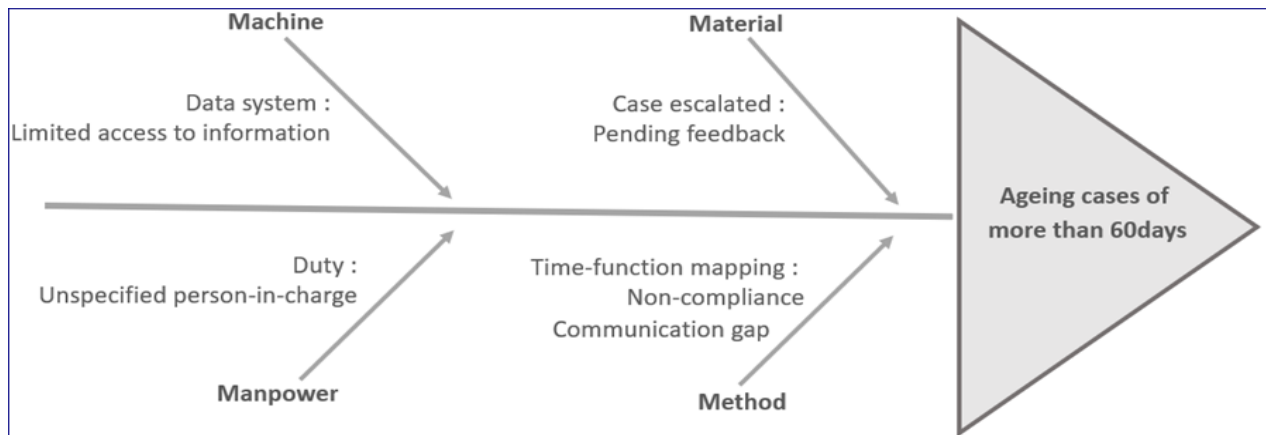 Machine
Data system :
Limited access to information
Material
Case escalated :
Pending feedback
Duty :
Unspecified person-in-charge
Manpower
Time-function mapping :
Non-compliance
Communication gap
Method
Ageing cases of
more than 60days